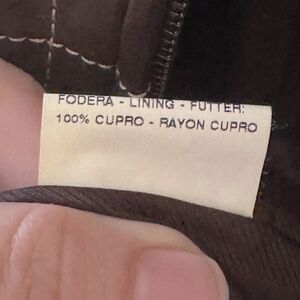 FODERA - LINING - FUTTER:
100% CUPRO - RAYON CUPRO